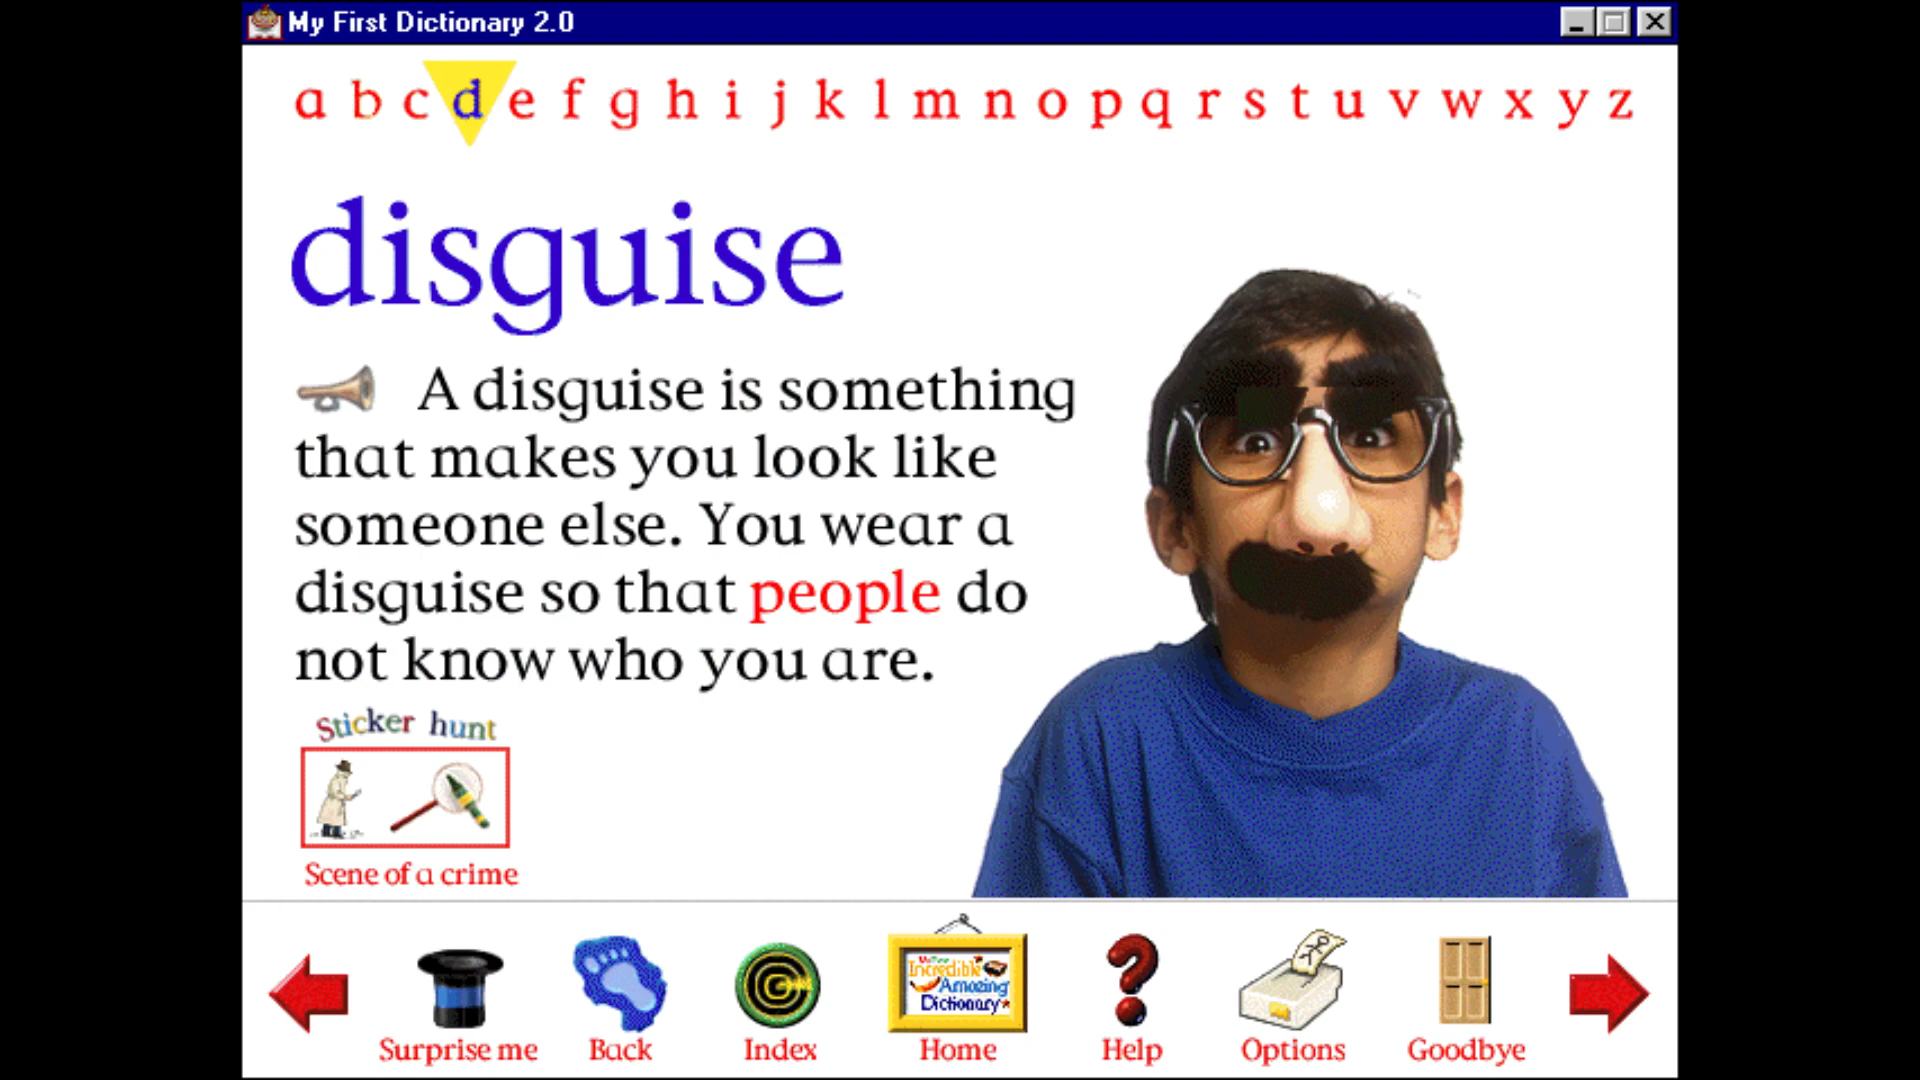 My First Dictionary 2.0
a b c d e f g h i j k l m n o p q r s t u v w x y z
disguise
A disguise is something
that makes you look like
someone else. You wear a
disguise so that people do
not know who you are.
Sticker hunt
Scene of a crime
My First
Incredible
Amazing
Dictionary
Surprise me
Back
Index
Home
Help
Options
Goodbye